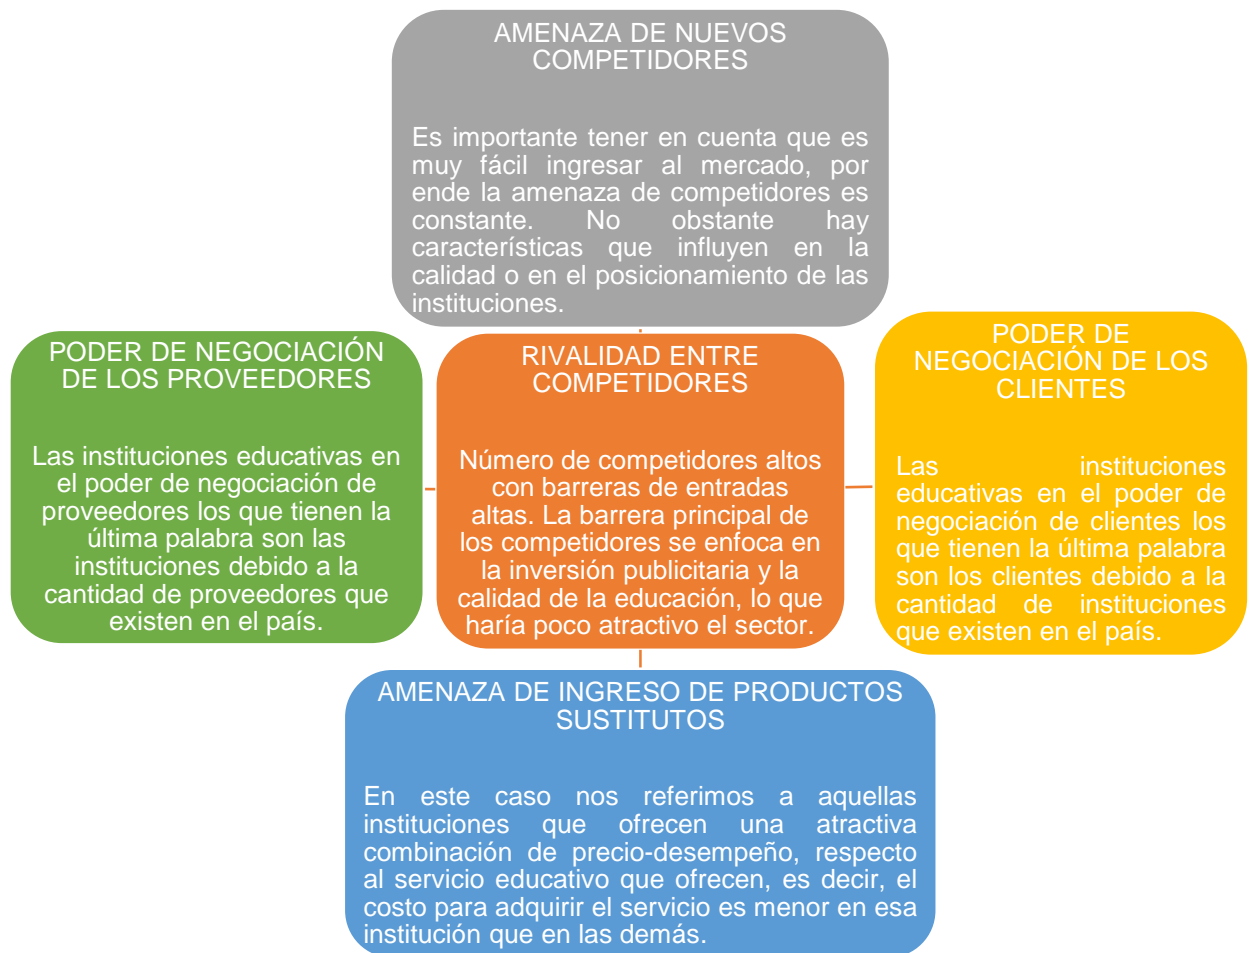 AMENAZA DE NUEVOS
COMPETIDORES
Es importante tener en cuenta que es
muy fácil ingresar al mercado, por
ende la amenaza de competidores es
constante. No obstante hay
características que influyen en la
calidad o en el posicionamiento de las
instituciones.
PODER DE NEGOCIACIÓN
DE LOS PROVEEDORES
Las instituciones educativas en
el poder de negociación de
proveedores los que tienen la
última palabra son las
instituciones debido a la
cantidad de proveedores que
existen en el país.
RIVALIDAD ENTRE
COMPETIDORES
Número de competidores altos
con barreras de entradas
altas. La barrera principal de
los competidores se enfoca en
la inversión publicitaria y la
calidad de la educación, lo que
haría poco atractivo el sector.
PODER DE
NEGOCIACIÓN DE LOS
CLIENTES
Las instituciones
educativas en el poder de
negociación de clientes los
que tienen la última palabra
son los clientes debido a la
cantidad de instituciones
que existen en el país.
AMENAZA DE INGRESO DE PRODUCTOS
SUSTITUTOS
En este caso nos referimos a aquellas
instituciones que ofrecen una atractiva
combinación de precio-desempeño, respecto
al servicio educativo que ofrecen, es decir, el
costo para adquirir el servicio es menor en esa
institución que en las demás.